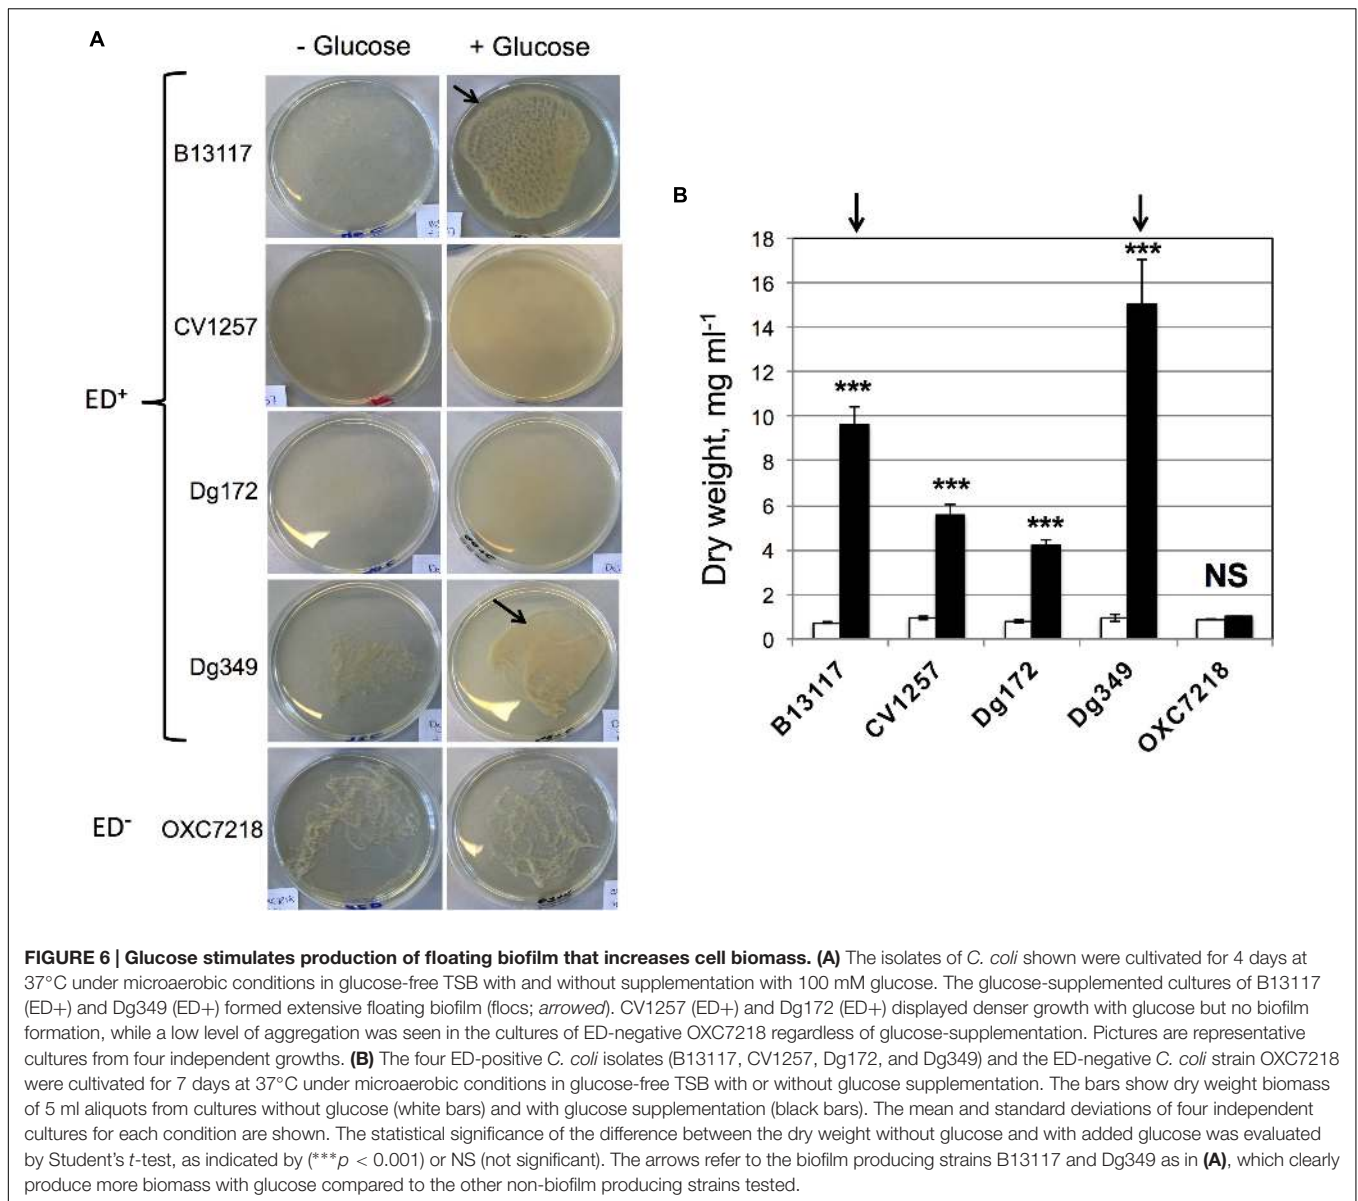 A
- Glucose + Glucose
B13117
CV1257
ED+
Dg172
Dg349
ED- OXC7218
B
Dry weight, mg ml-1
18
16
14
12
10
8
6
4
2
0
***
***
***
***
NS
B13117
CV1257
Dg172
Dg349
OXC7218
FIGURE 6 | Glucose stimulates production of floating biofilm that increases cell biomass. (A) The isolates of C. coli shown were cultivated for 4 days at
37°C under microaerobic conditions in glucose-free TSB with and without supplementation with 100 mM glucose. The glucose-supplemented cultures of B13117
(ED+) and Dg349 (ED+) formed extensive floating biofilm (flocs; arrowed). CV1257 (ED+) and Dg172 (ED+) displayed denser growth with glucose but no biofilm
formation, while a low level of aggregation was seen in the cultures of ED-negative OXC7218 regardless of glucose-supplementation. Pictures are representative
cultures from four independent growths. (B) The four ED-positive C. coli isolates (B13117, CV1257, Dg172, and Dg349) and the ED-negative C. coli strain OXC7218
were cultivated for 7 days at 37°C under microaerobic conditions in glucose-free TSB with or without glucose supplementation. The bars show dry weight biomass
of 5 ml aliquots from cultures without glucose (white bars) and with glucose supplementation (black bars). The mean and standard deviations of four independent
cultures for each condition are shown. The statistical significance of the difference between the dry weight without glucose and with added glucose was evaluated
by Student's t-test, as indicated by (***p < 0.001) or NS (not significant). The arrows refer to the biofilm producing strains B13117 and Dg349 as in (A), which clearly
produce more biomass with glucose compared to the other non-biofilm producing strains tested.